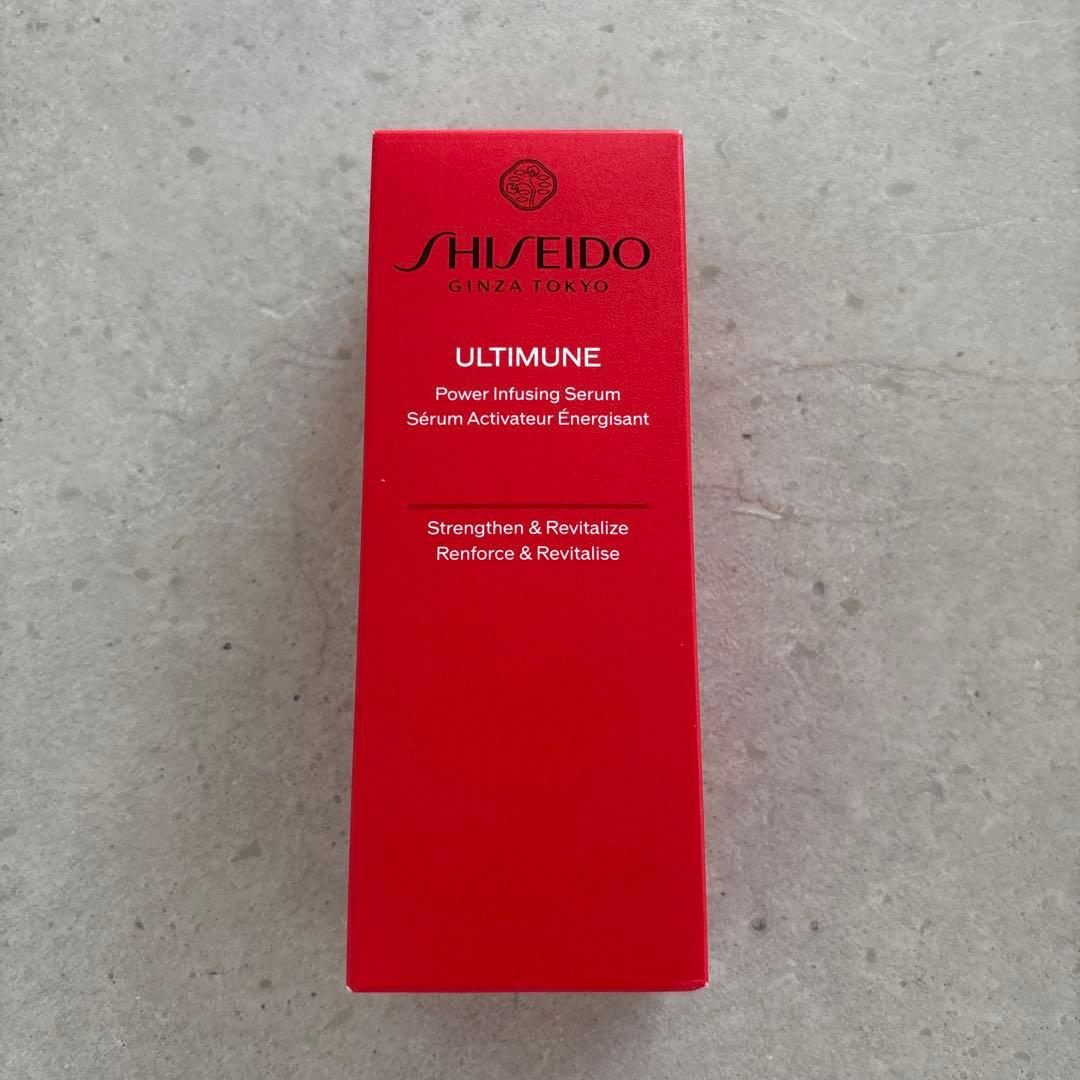 SHISEIDO
GINZA TOKYO
ULTIMUNE
Power Infusing Serum
Sérum Activateur Énergisant
Strengthen & Revitalize
Renforce & Revitalise